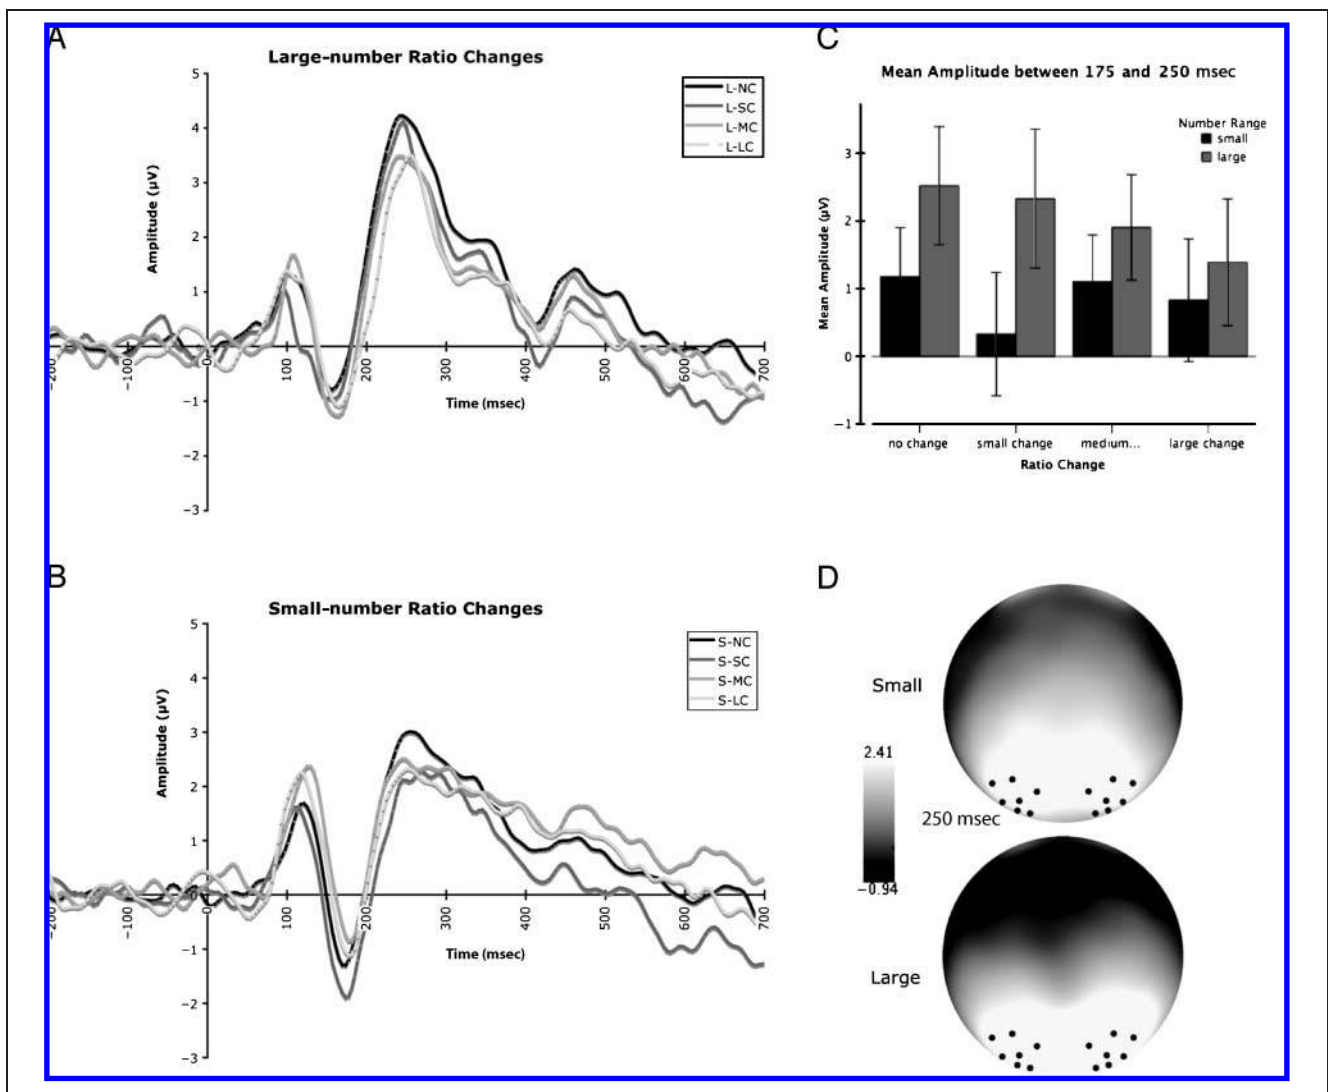 A
Large-number Ratio Changes
5
4
3
2
1
−1
−2
−3
Amplitude (µV)
L-NC
L-SC
L-MC
L-LC
−200
−100
0
100
200
300
400
500
600
700
Time (msec)
B
Small-number Ratio Changes
5
4
3
2
1
−1
−2
−3
Amplitude (µV)
S-NC
S-SC
S-MC
S-LC
−200
−100
0
100
200
300
400
500
600
700
Time (msec)
C
Mean Amplitude between 175 and 250 msec
Number Range
small
large
3
2
1
0
−1
Mean Amplitude (µV)
no change small change medium... large change
Ratio Change
D
Small
2.41
250 msec
−0.94
Large